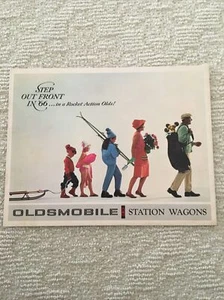 STEP
OUT FRONT
IN '66 ... in a Rocket Action Olds!
OLDSMOBILE STATION WAGONS